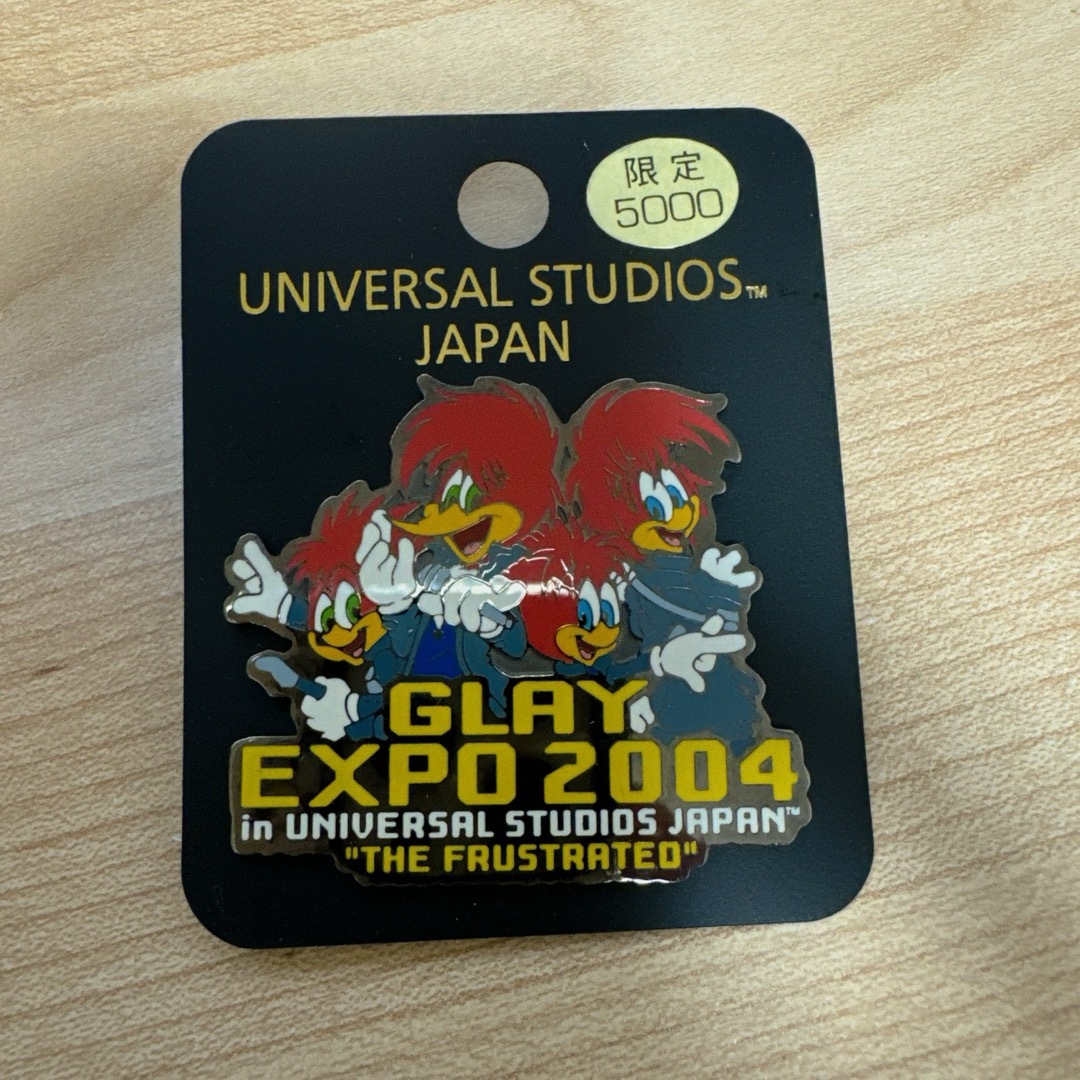 限定
5000
UNIVERSAL STUDIOS™
JAPAN
GLAY
EXPO 2004
in UNIVERSAL STUDIOS JAPAN™
"THE FRUSTRATED"